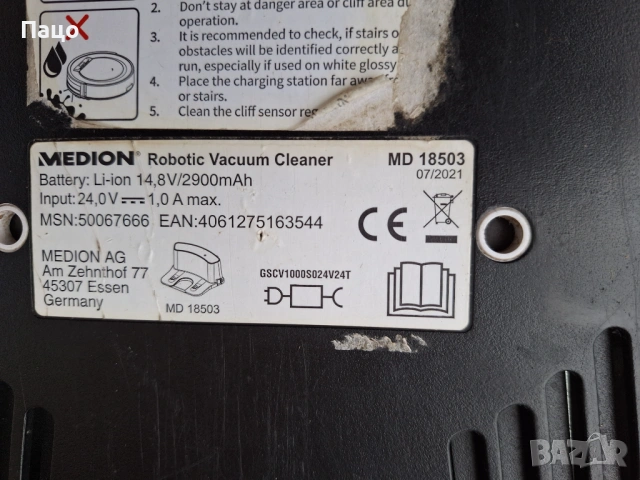 Пацо
2. Don't stay at danger area or cliff area du
operation.
3. It is recommended to check, if stairs o
obstacles will be identified correctly a
run, especially if used on white glossy
4. Place the charging station far away fr
or stairs.
5. Clean the cliff sensor
MEDION Robotic Vacuum Cleaner MD 18503
07/2021
Battery: Li-ion 14,8V/2900mAh
Input: 24,0V 1,0 A max.
MSN:50067666 EAN:4061275163544
CE
MEDION AG
Am Zehnthof 77
45307 Essen
Germany
MD 18503
GSCV1000S024V24T
BAZAR